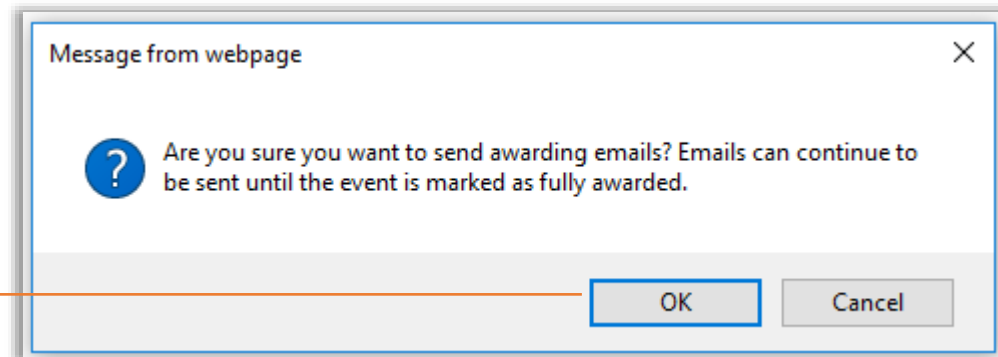 Message from webpage
Are you sure you want to send awarding emails? Emails can continue to
be sent until the event is marked as fully awarded.
OK Cancel